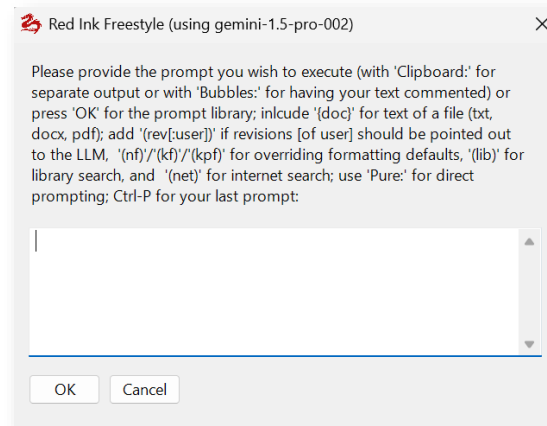 Red Ink Freestyle (using gemini-1.5-pro-002)
Please provide the prompt you wish to execute (with 'Clipboard:' for
separate output or with 'Bubbles:' for having your text commented) or
press 'OK' for the prompt library; inlcude '{doc}' for text of a file (txt,
docx, pdf); add '(rev[:user])' if revisions [of user] should be pointed out
to the LLM,  '(nf)'/'(kf)'/'(kpf)' for overriding formatting defaults, '(lib)' for
library search, and  '(net)' for internet search; use 'Pure:' for direct
prompting; Ctrl-P for your last prompt:
OK Cancel